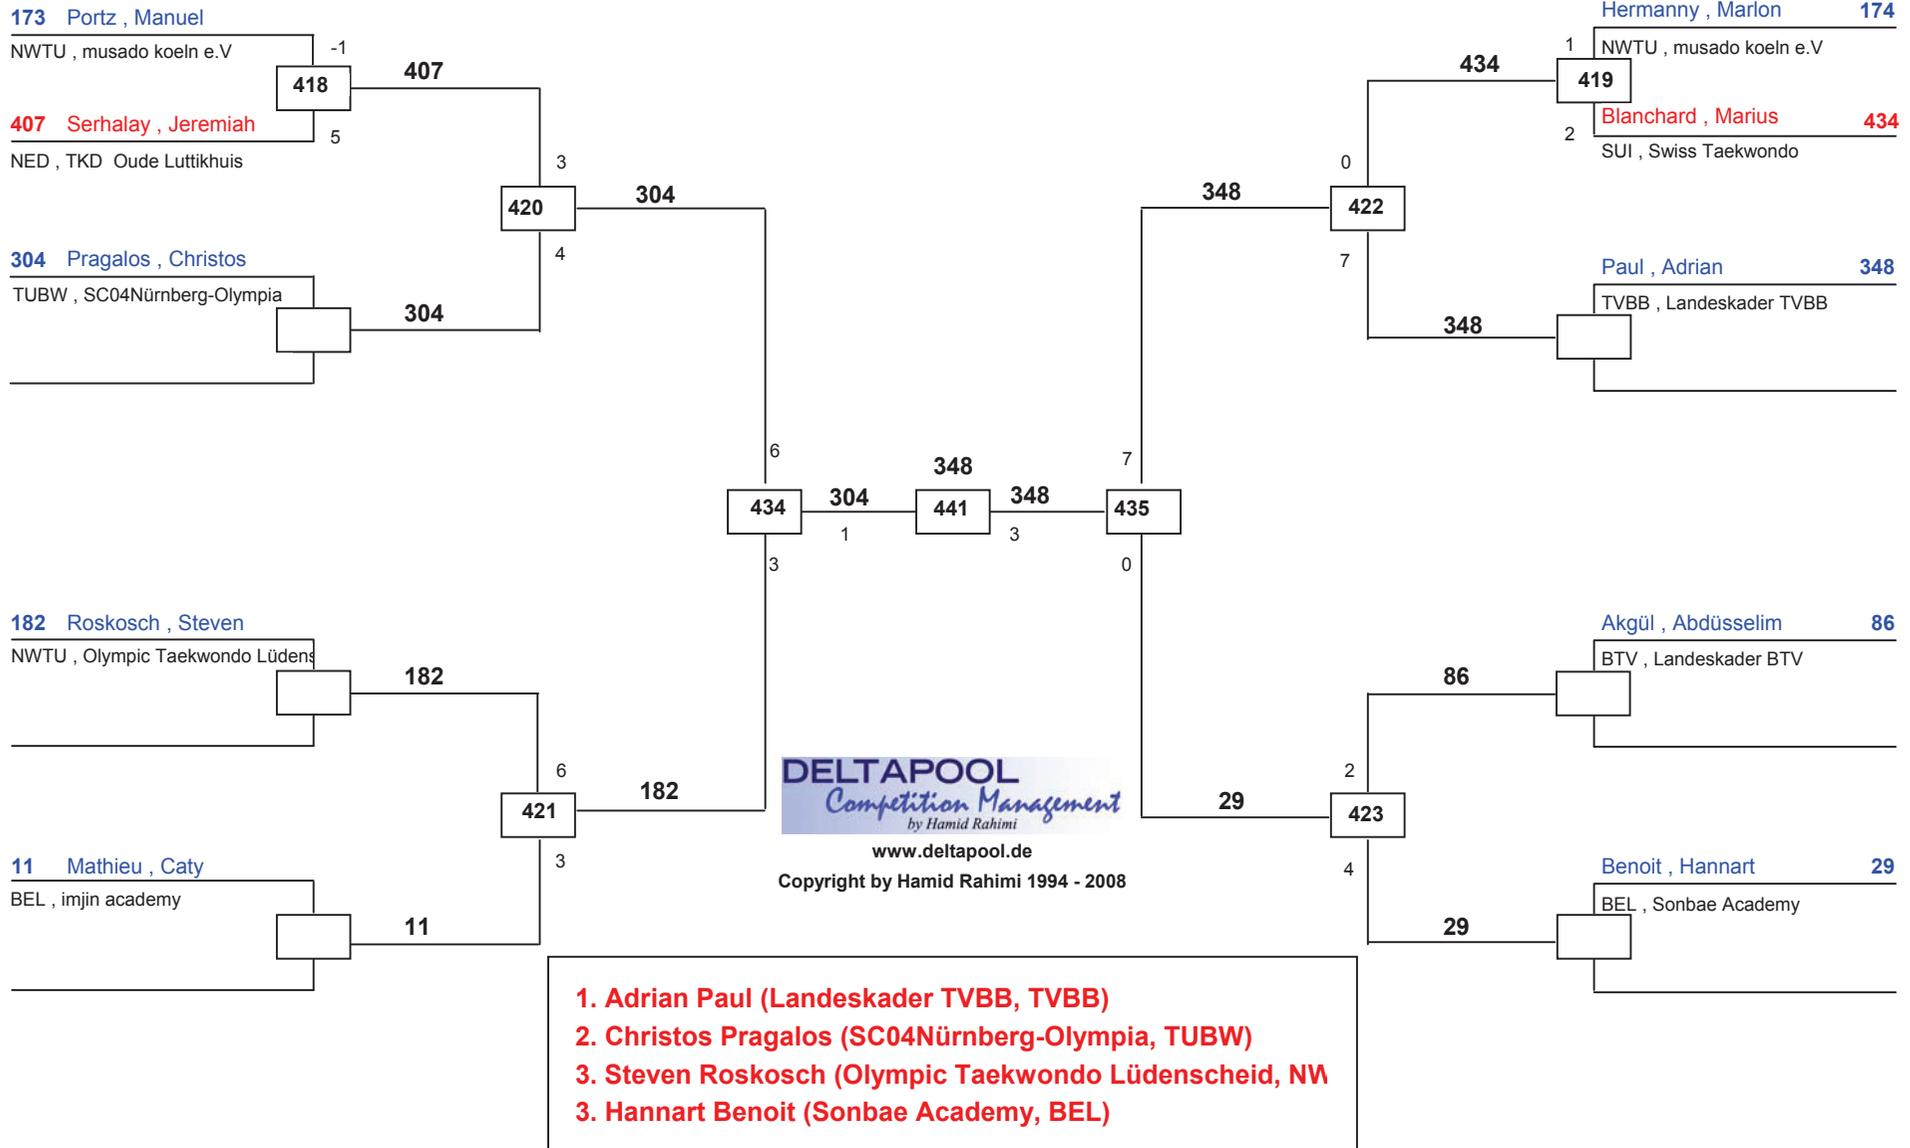 173 Portz , Manuel
NWTU , musado koeln e.V
-1
418
407
407 Serhalay , Jeremiah
5
NED , TKD Oude Luttikhuis
3
420
304
4
304 Pragalos , Christos
TUBW , SC04Nürnberg-Olympia
304
6
434
304
1
348
441
348
3
7
435
0
3
182 Roskosch , Steven
NWTU , Olympic Taekwondo Lüdens
182
6
421
182
3
11 Mathieu , Caty
BEL , imjin academy
11
Hermanny , Marlon 174
1
NWTU , musado koeln e.V
434
419
Blanchard , Marius 434
2
SUI , Swiss Taekwondo
0
348
422
7
Paul , Adrian 348
TVBB , Landeskader TVBB
348
Akgül , Abdüsselim 86
BTV , Landeskader BTV
86
2
29
423
4
Benoit , Hannart 29
BEL , Sonbae Academy
29
DELTAPOOL
Competition Management
by Hamid Rahimi
www.deltapool.de
Copyright by Hamid Rahimi 1994 - 2008
1. Adrian Paul (Landeskader TVBB, TVBB)
2. Christos Pragalos (SC04Nürnberg-Olympia, TUBW)
3. Steven Roskosch (Olympic Taekwondo Lüdenscheid, NW
3. Hannart Benoit (Sonbae Academy, BEL)